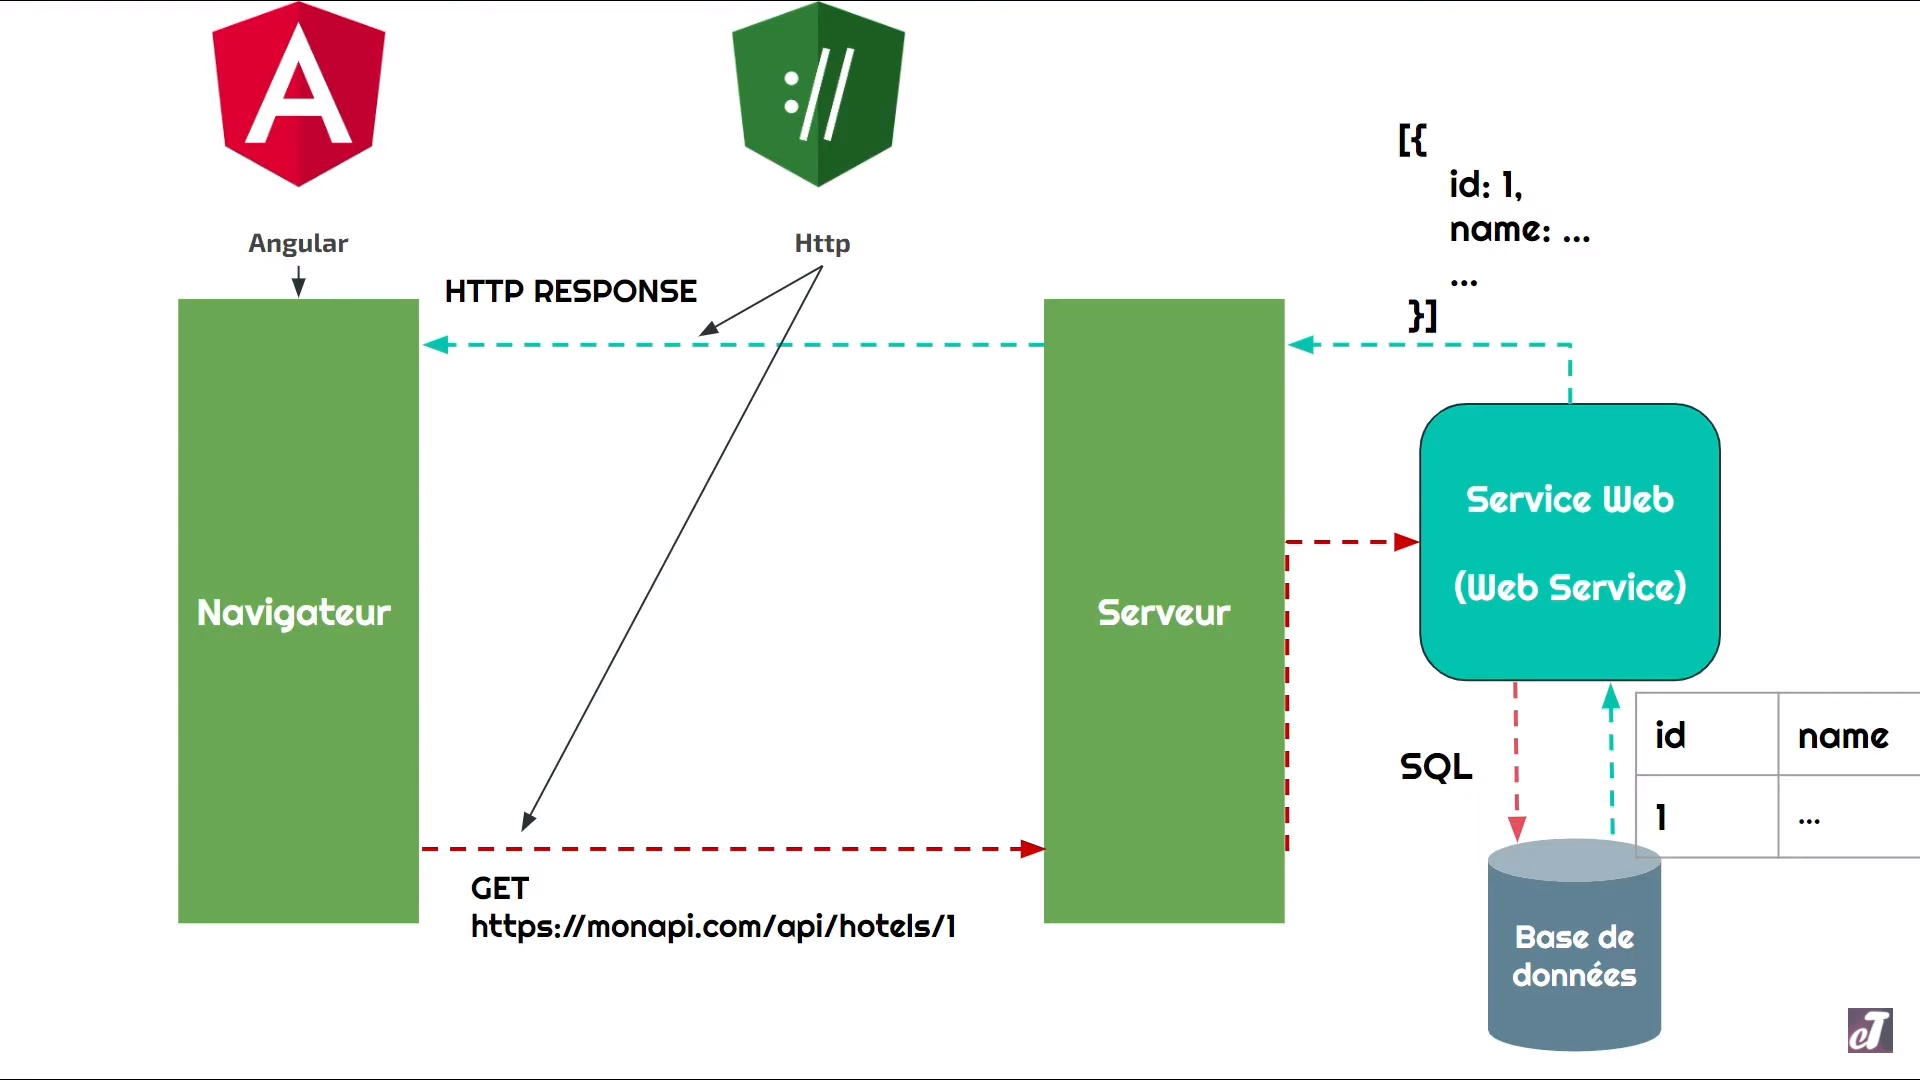 A
://
Angular
Http
HTTP RESPONSE
[{
id: 1,
name: ...
...
}]
Navigateur
Serveur
Service Web
(Web Service)
SQL
id
name
1
...
GET
https://monapi.com/api/hotels/1
Base de
données
cT